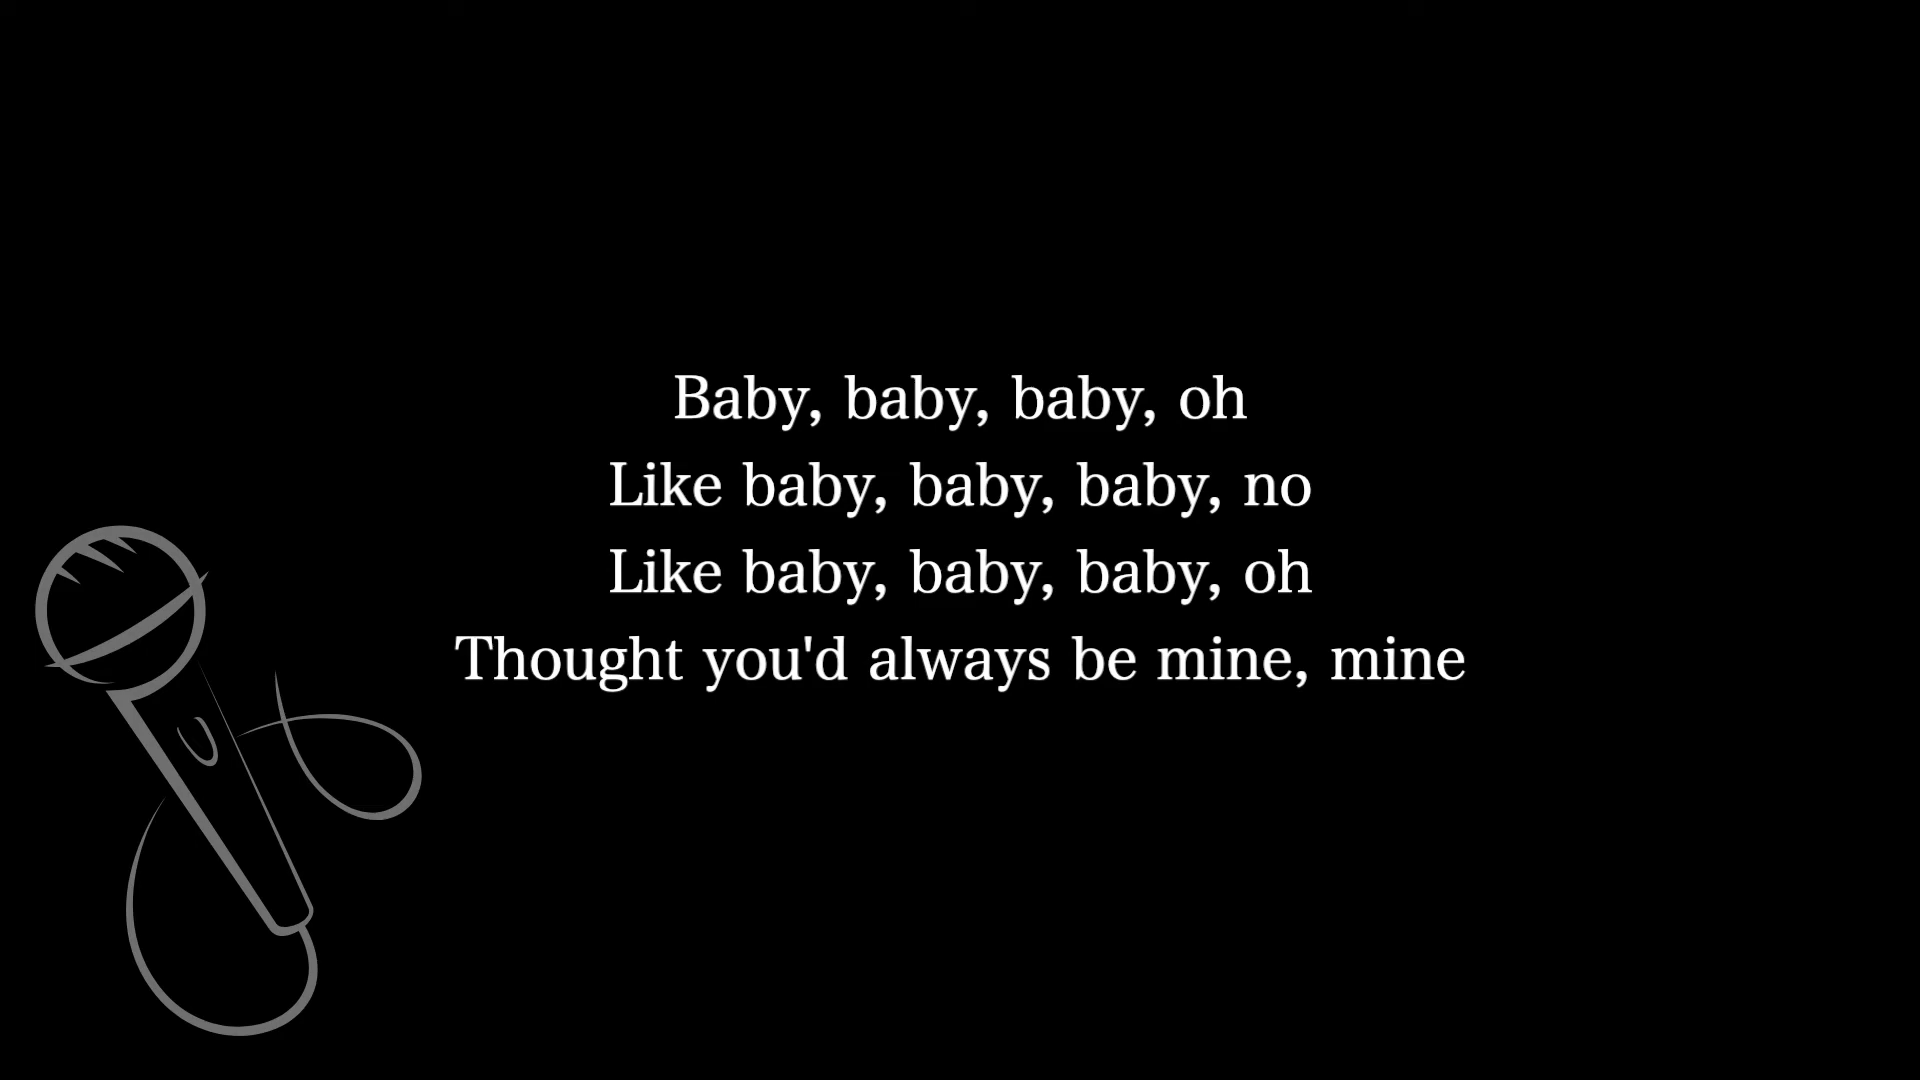 Baby, baby, baby, oh
Like baby, baby, baby, no
Like baby, baby, baby, oh
Thought you'd always be mine, mine